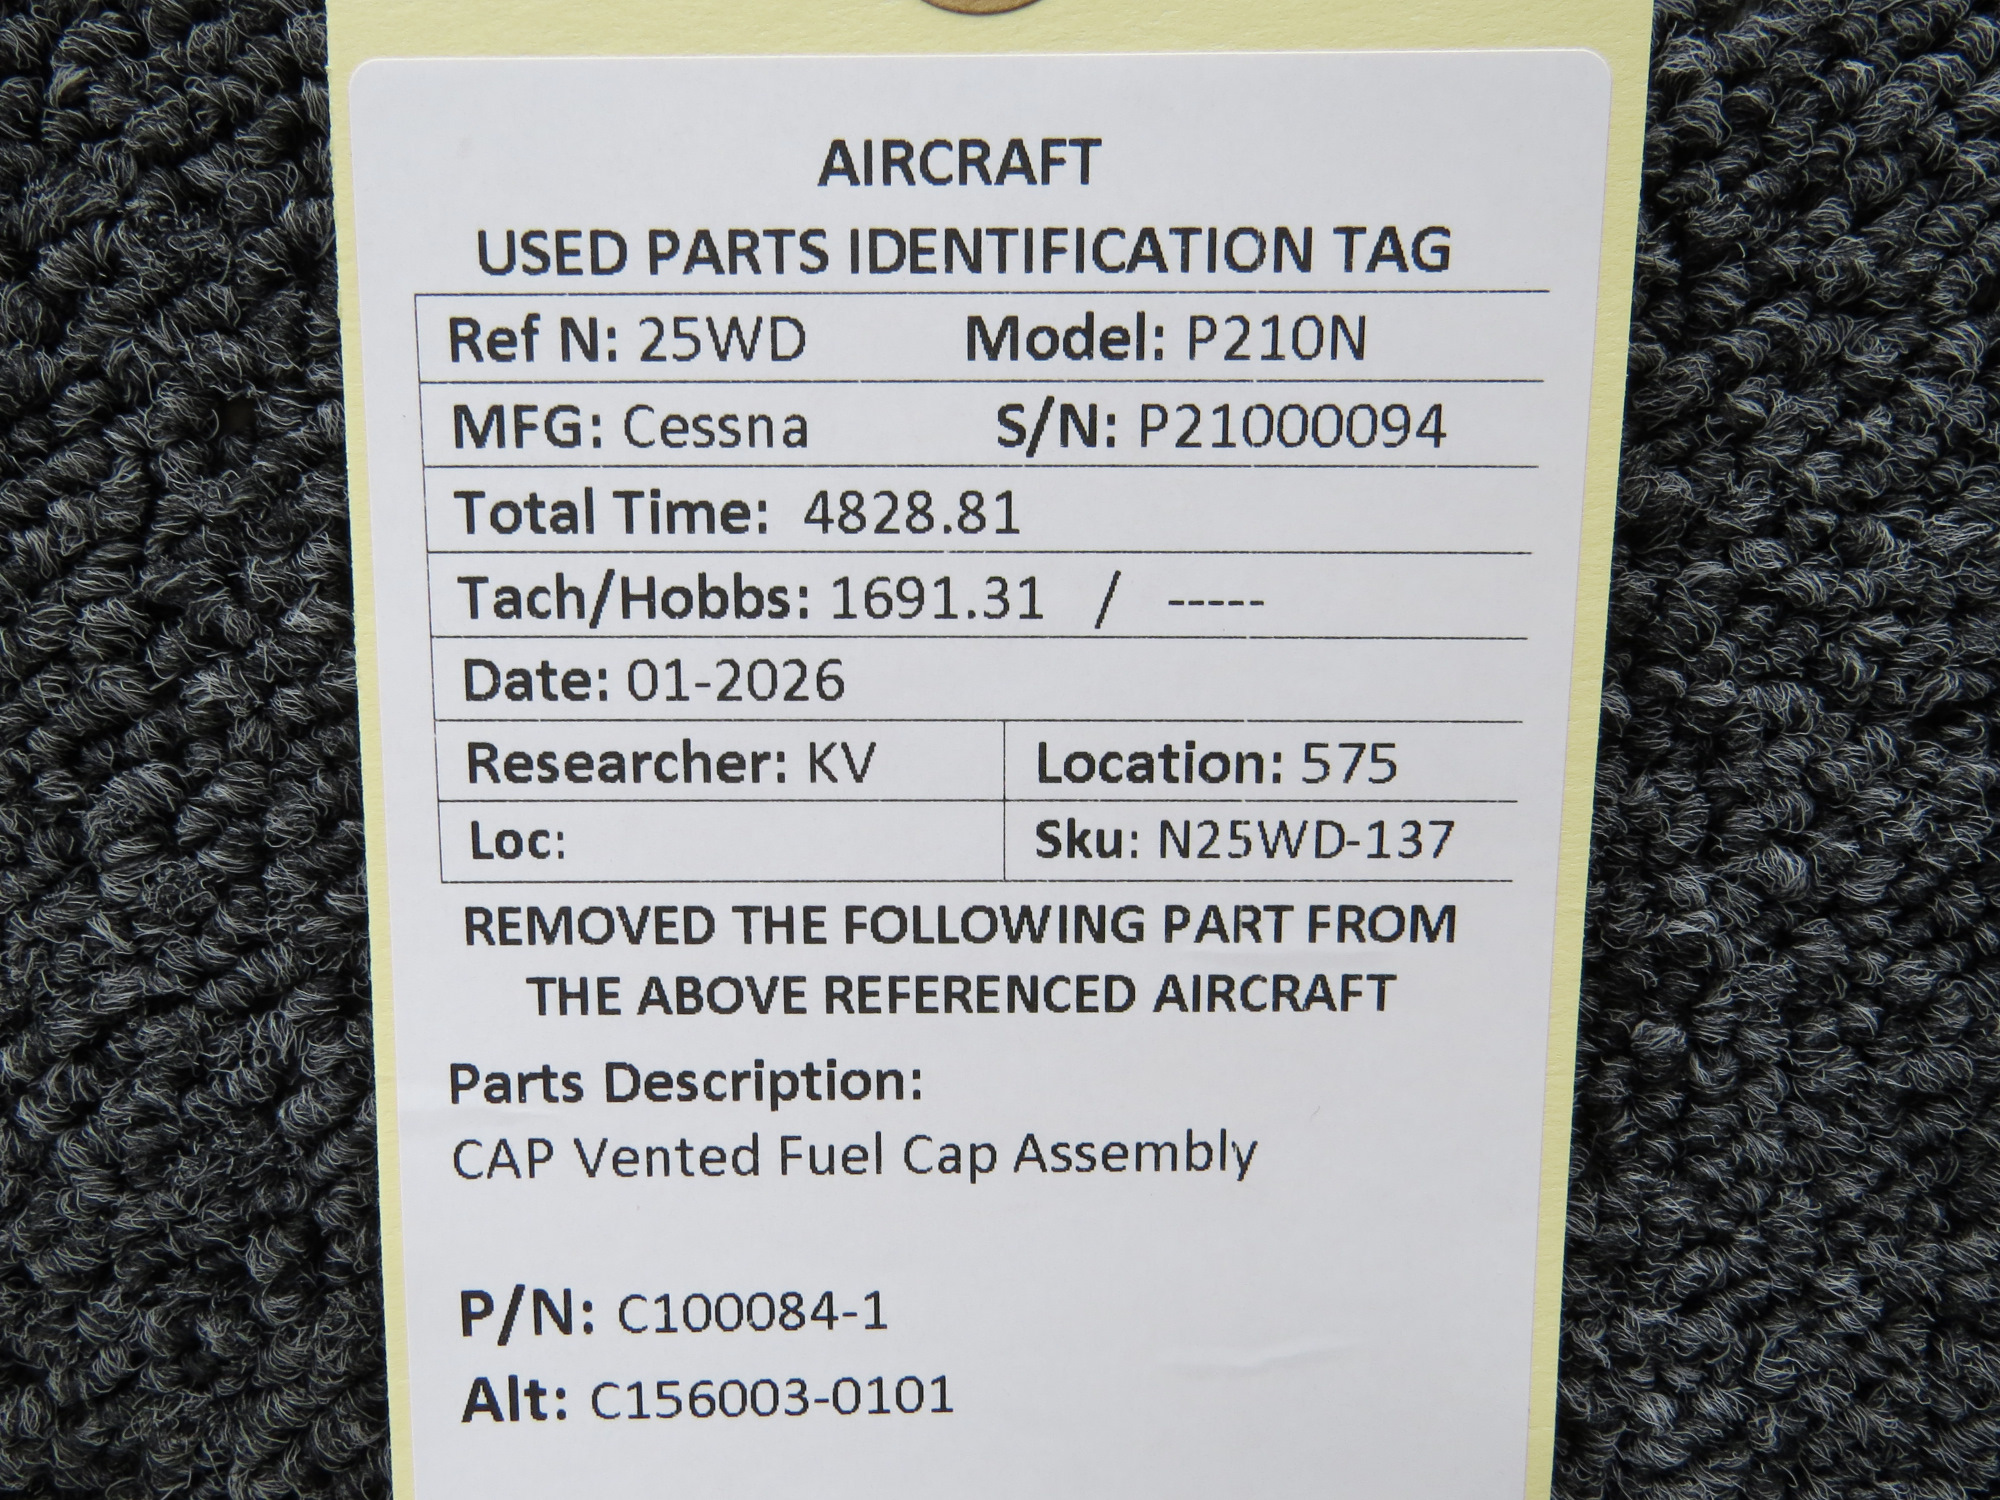 AIRCRAFT
USED PARTS IDENTIFICATION TAG
Ref N: 25WD Model: P210N
MFG: Cessna S/N: P21000094
Total Time: 4828.81
Tach/Hobbs: 1691.31 / -----
Date: 01-2026
Researcher: KV Location: 575
Loc: Sku: N25WD-137
REMOVED THE FOLLOWING PART FROM
THE ABOVE REFERENCED AIRCRAFT
Parts Description:
CAP Vented Fuel Cap Assembly
P/N: C100084-1
Alt: C156003-0101